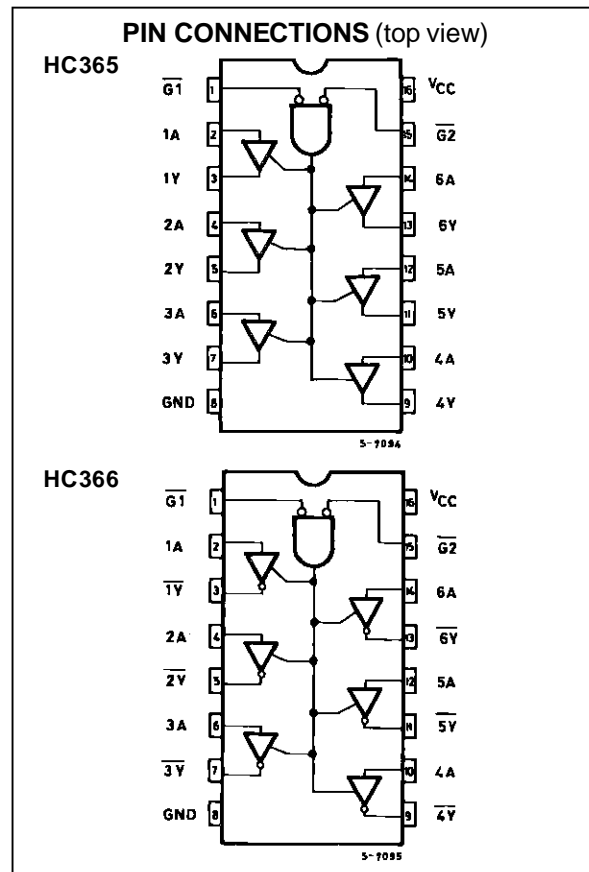 PIN CONNECTIONS (top view)
HC365
G1 1 16 VCC
1A 2 15 G2
1Y 3 14 6A
2A 4 13 6Y
2Y 5 12 5A
3A 6 11 5Y
3Y 7 10 4A
GND 8 9 4Y
S-7094
HC366
G1 1 16 VCC
1A 2 15 G2
1Y 3 14 6A
2A 4 13 6Y
2Y 5 12 5A
3A 6 11 5Y
3Y 7 10 4A
GND 8 9 4Y
S-7095